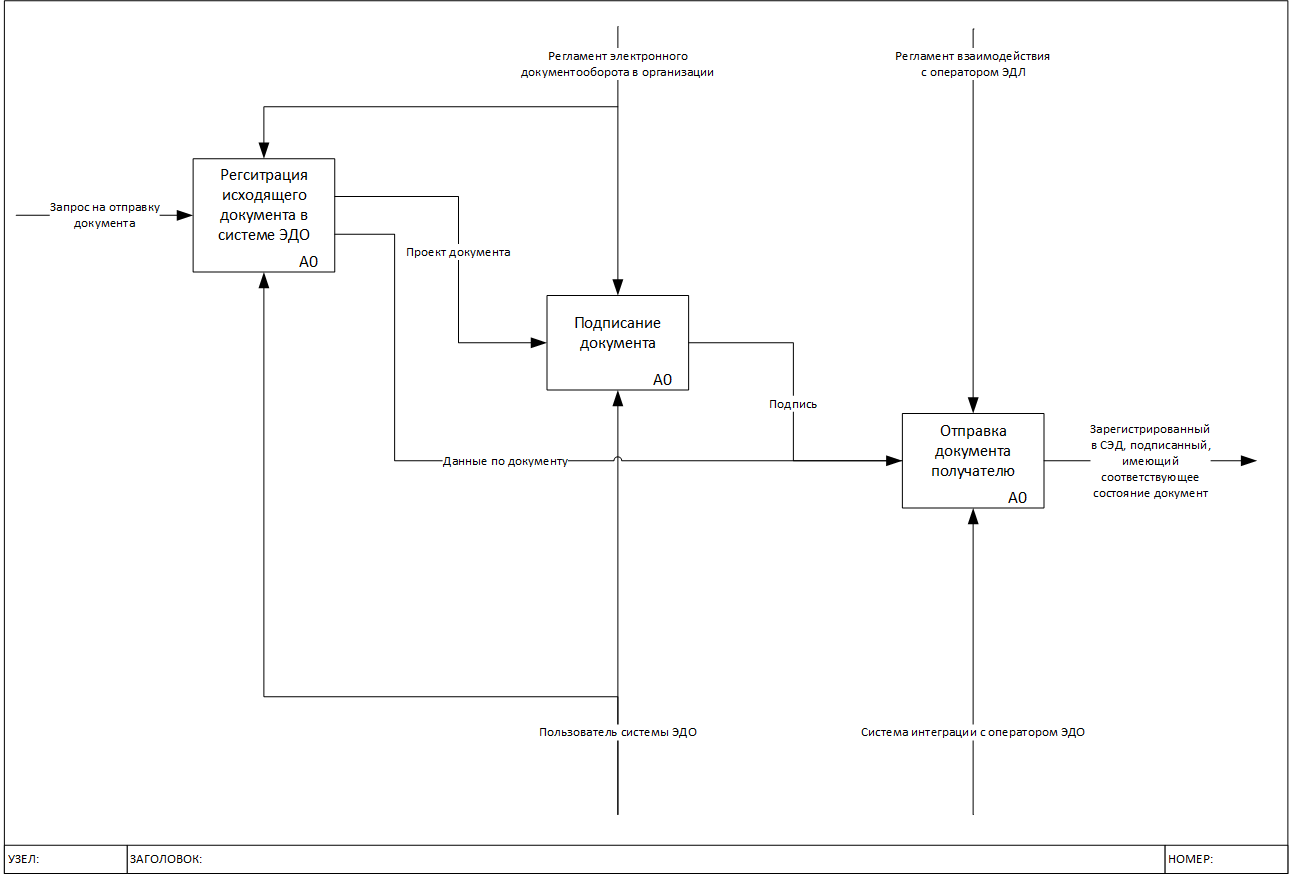 Регламент электронного
документооборота в организации
Регламент взаимодействия
с оператором ЭДЛ
Регситрация
исходящего
документа в
системе ЭДО
A0
Запрос на отправку
документа
Проект документа
Подписание
документа
A0
Подпись
Данные по документу
Отправка
документа
получателю
A0
Зарегистрированный
в СЭД, подписанный,
имеющий
соответствующее
состояние документ
Пользователь системы ЭДО
Система интеграции с оператором ЭДО
УЗЕЛ:
ЗАГОЛОВОК:
НОМЕР: